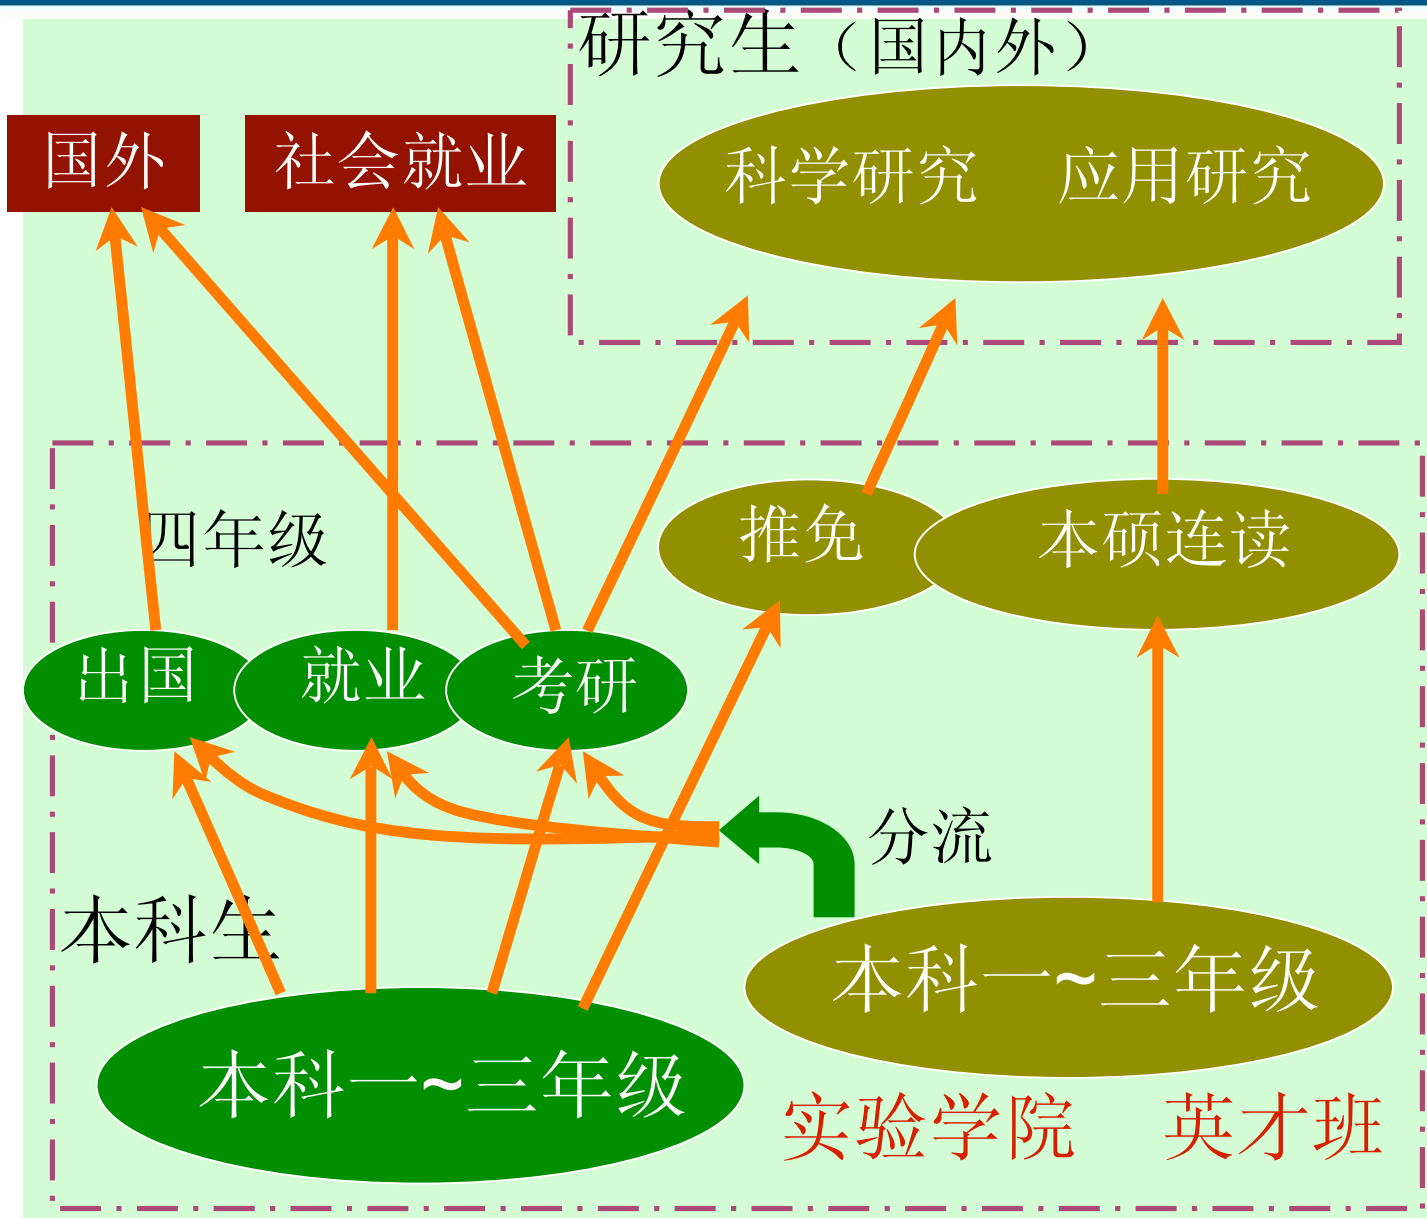 研究生（国内外）
国外
社会就业
科学研究 应用研究
四年级
推免
本硕连读
出国
就业
考研
分流
本科生
本科一~三年级
本科一~三年级
实验学院 英才班